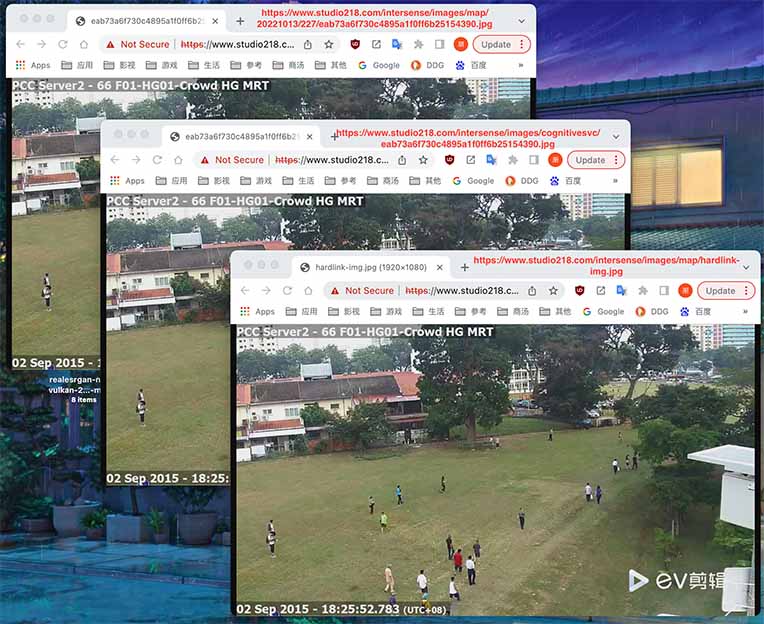 eab73a6f730c4895a1f0ff6b25
https://www.studio218.com/intersense/map/
20221013/227/eab73a6f730c4895a1f0ff6b25154390.jpg
Not Secure https://www.studio218.c... Update
Apps 应用 影视 游戏 生活 参考 商汤 其他 Google DDG 百度 »
PCC Server2 - 66 F01-HG01-Crowd HG MRT
02 Sep 2015 - 1
eab73a6f730c4895a1f0ff6b25
https://www.studio218.com/intersense/images/cognitivesvc/
eab73a6f730c4895a1f0ff6b25154390.jpg
Not Secure https://www.studio218.c... Update
Apps 应用 影视 游戏 生活 参考 商汤 其他 Google DDG 百度 »
PCC Server2 - 66 F01-HG01-Crowd HG MRT
02 Sep 2015 - 18:25:
hardlink-img.jpg (1920×1080)
https://www.studio218.com/intersense/images/map/hardlink-
img.jpg
Not Secure https://www.studio218.c... Update
Apps 应用 影视 游戏 生活 参考 商汤 其他 Google DDG 百度 »
PCC Server2 - 66 F01-HG01-Crowd HG MRT
02 Sep 2015 - 18:25:52.783 (UTC+08)
realesrgan-n
vulkan-2...-m
8 items
EV剪辑